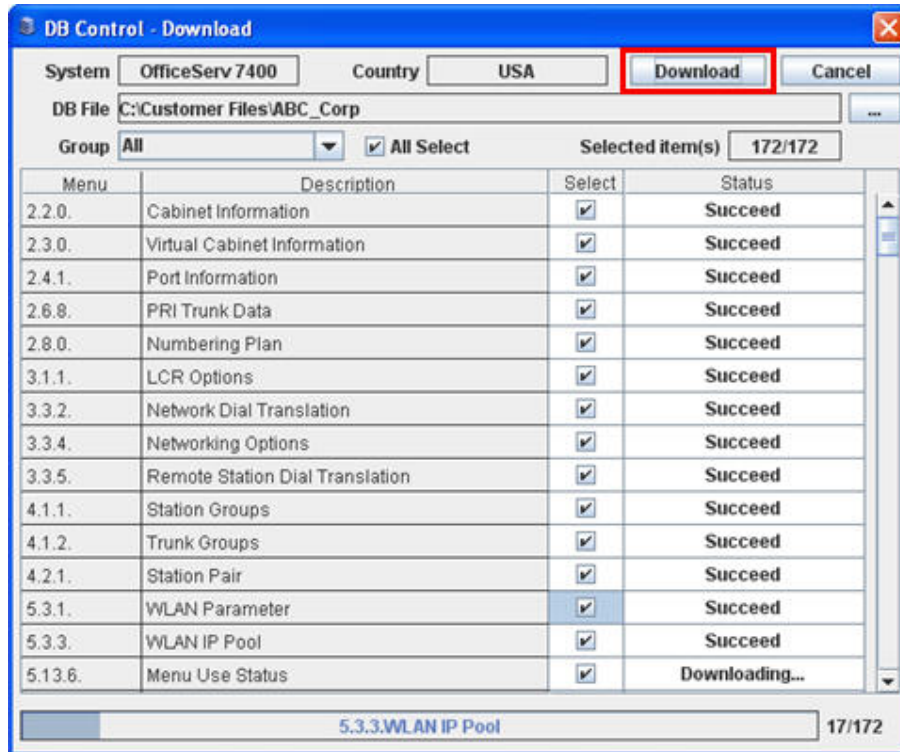 DB Control - Download
System OfficeServ 7400 Country USA Download Cancel
DB File C:\Customer Files\ABC_Corp ...
Group All All Select Selected item(s) 172/172
Menu Description Select Status
2.2.0. Cabinet Information Succeed
2.3.0. Virtual Cabinet Information Succeed
2.4.1. Port Information Succeed
2.6.8. PRI Trunk Data Succeed
2.8.0. Numbering Plan Succeed
3.1.1. LCR Options Succeed
3.3.2. Network Dial Translation Succeed
3.3.4. Networking Options Succeed
3.3.5. Remote Station Dial Translation Succeed
4.1.1. Station Groups Succeed
4.1.2. Trunk Groups Succeed
4.2.1. Station Pair Succeed
5.3.1. WLAN Parameter Succeed
5.3.3. WLAN IP Pool Succeed
5.13.6. Menu Use Status Downloading...
5.3.3.WLAN IP Pool 17/172